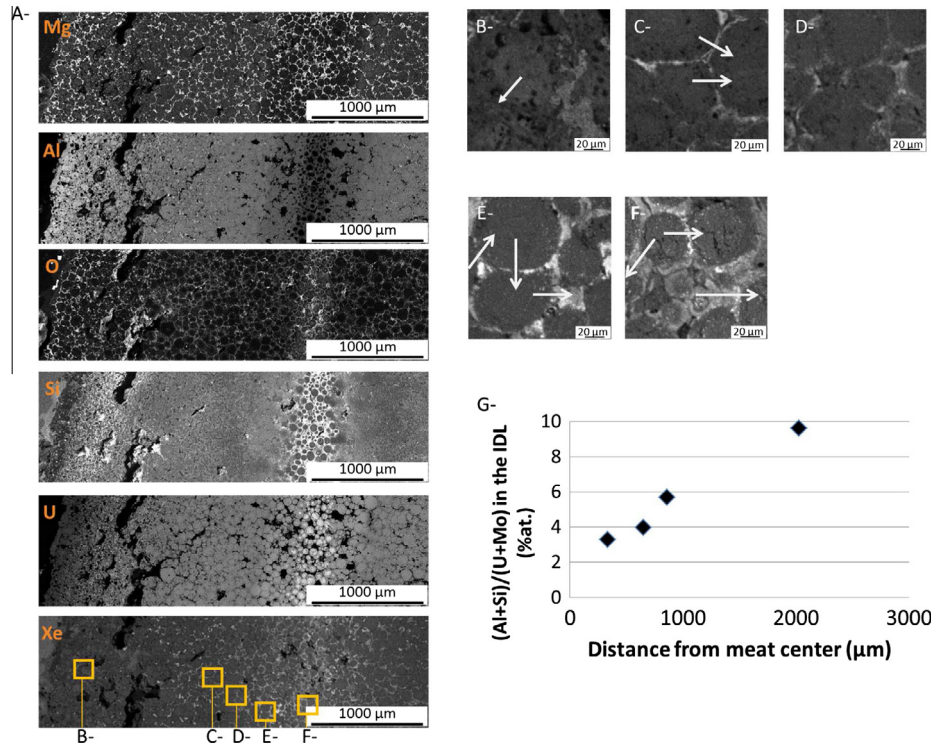 A-
Mg
1000 µm
Al
1000 µm
O
1000 µm
Si
1000 µm
U
1000 µm
Xe
1000 µm
B-
C-
D-
E-
F-
B-
20 µm
C-
20 µm
D-
20 µm
E-
20 µm
F-
20 µm
G-
(Al+Si)/(U+Mo) in the IDL
(%at.)
10
8
6
4
2
0
0
1000
2000
3000
Distance from meat center (µm)